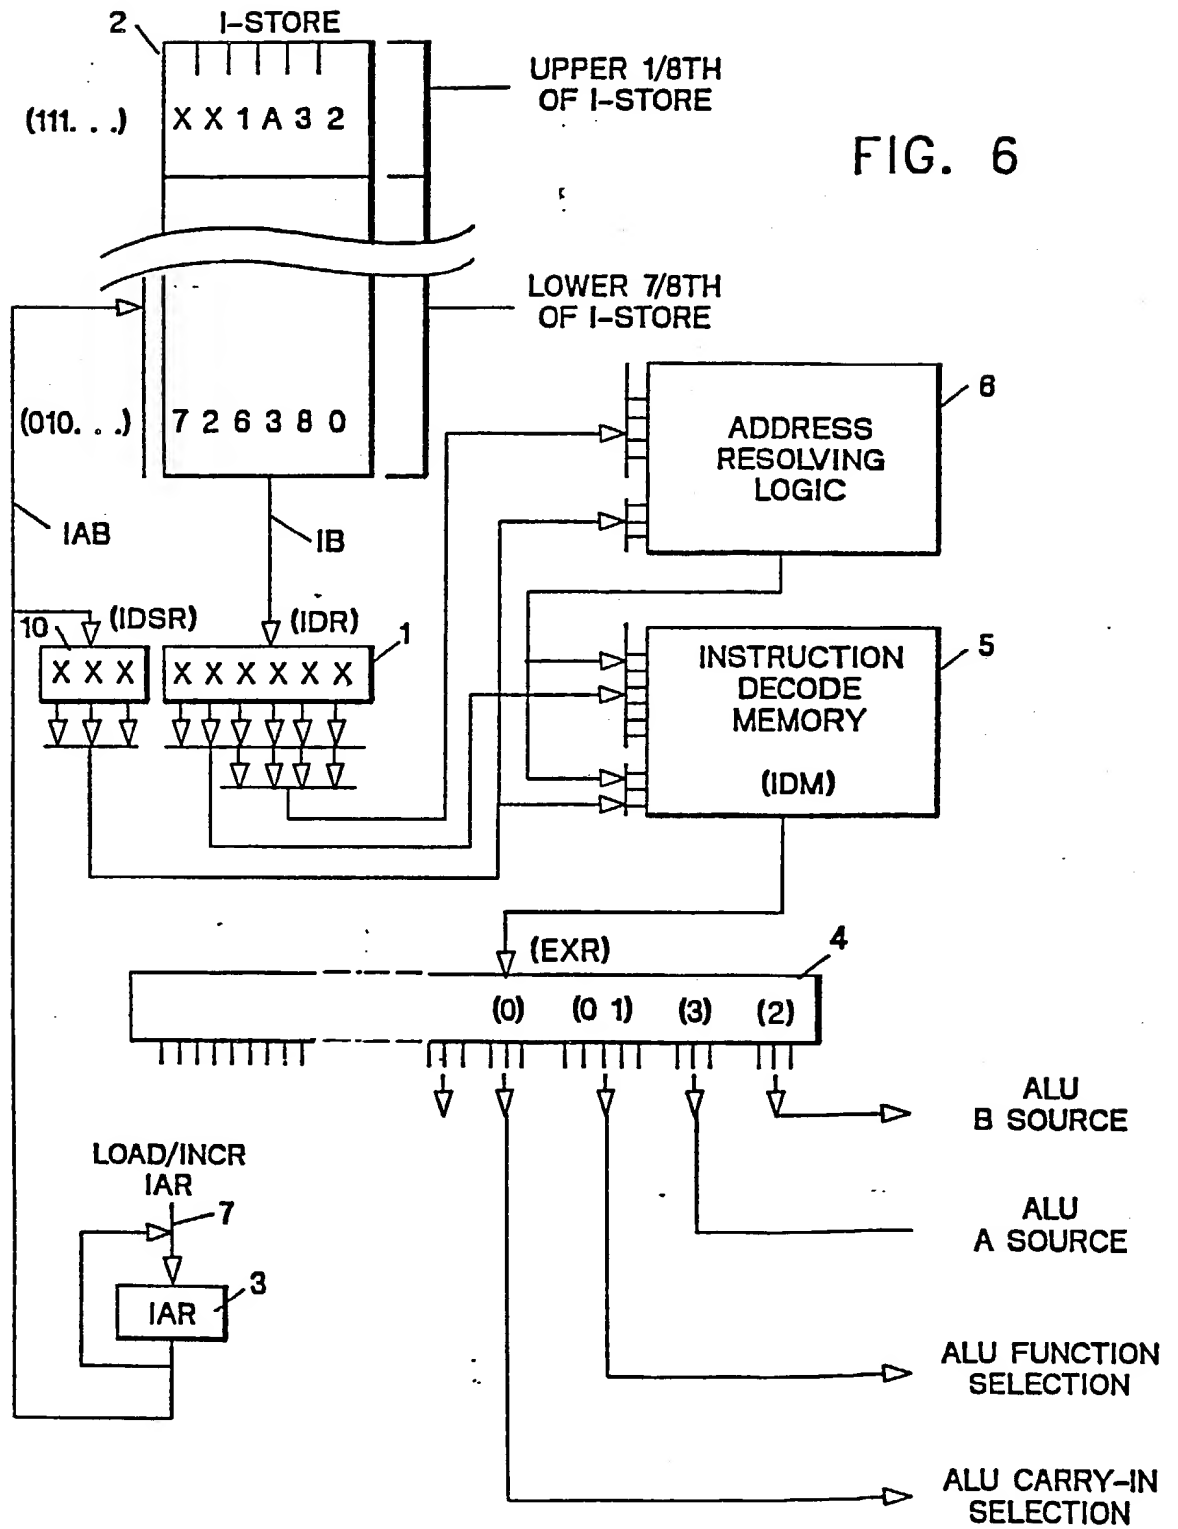 2
I-STORE
UPPER 1/8TH
OF I-STORE
(111. . .)
X X 1 A 3 2
FIG. 6
LOWER 7/8TH
OF I-STORE
(010. . .)
7 2 6 3 8 0
6
ADDRESS
RESOLVING
LOGIC
IAB
IB
10
(IDSR)
(IDR)
1
X X X
X X X X X X
INSTRUCTION
DECODE
MEMORY
(IDM)
5
(EXR)
4
(0)
(0 1)
(3)
(2)
ALU
B SOURCE
LOAD/INCR
IAR
7
ALU
A SOURCE
3
IAR
ALU FUNCTION
SELECTION
ALU CARRY-IN
SELECTION